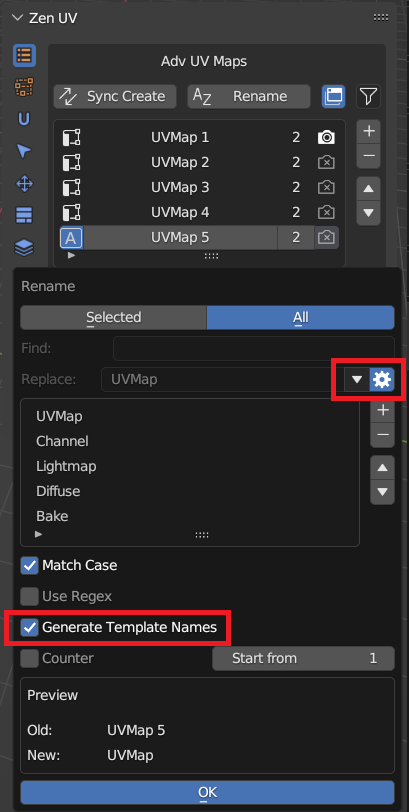 Zen UV
Adv UV Maps
Sync Create
AZ Rename
UVMap 1 2
UVMap 2 2
UVMap 3 2
UVMap 4 2
A UVMap 5 2
Rename
Selected All
Find:
Replace: UVMap
UVMap
Channel
Lightmap
Diffuse
Bake
Match Case
Use Regex
Generate Template Names
Counter Start from 1
Preview
Old: UVMap 5
New: UVMap
OK